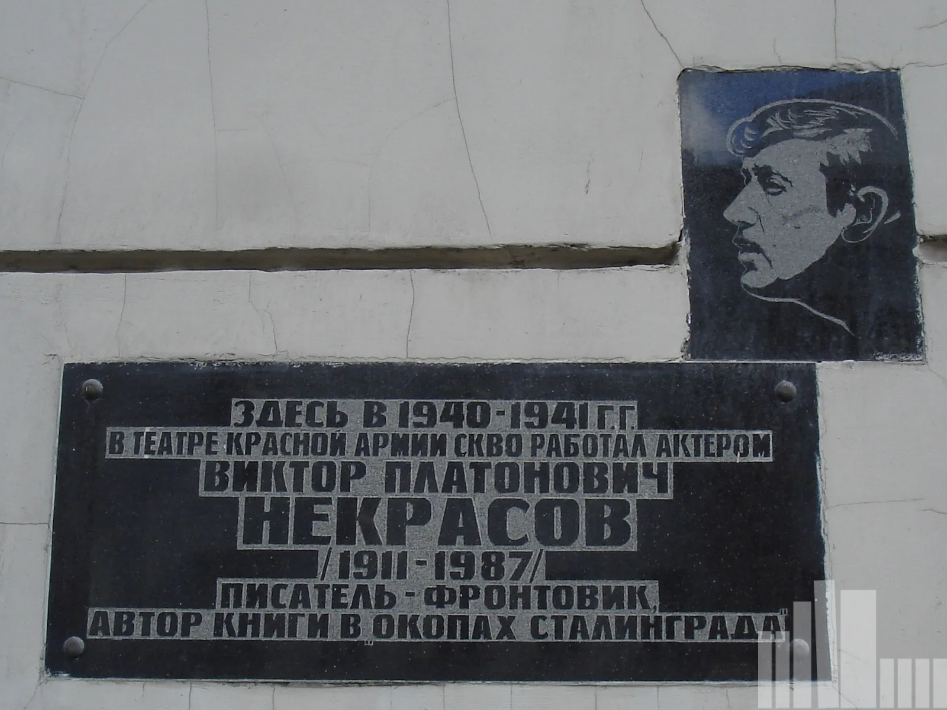 ЗДЕСЬ В 1940-1941 Г.Г.
В ТЕАТРЕ КРАСНОЙ АРМИИ СКВО РАБОТАЛ АКТЕРОМ
ВИКТОР ПЛАТОНОВИЧ
НЕКРАСОВ
/1911-1987/
ПИСАТЕЛЬ-ФРОНТОВИК,
АВТОР КНИГИ В „ОКОПАХ СТАЛИНГРАДА"